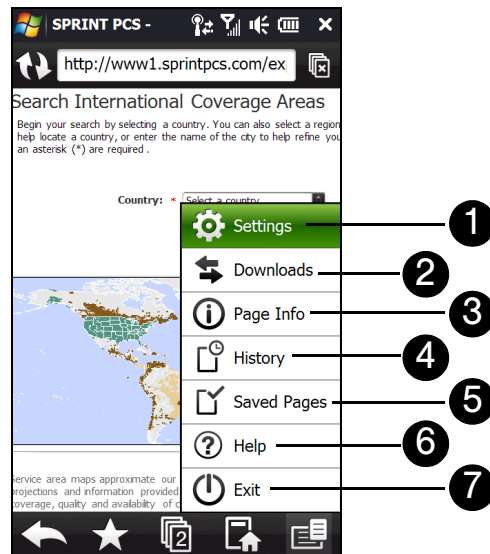 SPRINT PCS -
http://www1.sprintpcs.com/ex
Search International Coverage Areas
Begin your search by selecting a country. You can also select a region
help locate a country, or enter the name of the city to help refine you
an asterisk (*) are required .
Country: * Select a country
Settings 1
Downloads 2
Page Info 3
History 4
Saved Pages 5
Help 6
Exit 7
Service area maps approximate our
projections and information provided
coverage, quality and availability of c
2